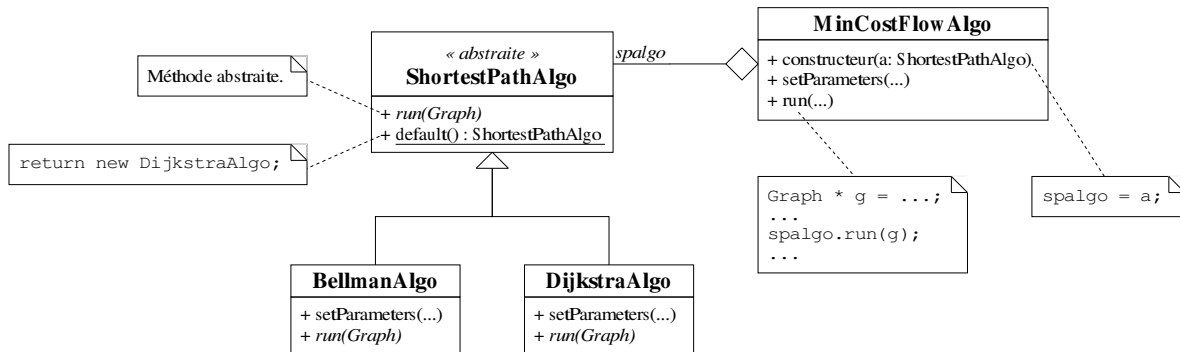 Méthode abstraite.
return new DijkstraAlgo;
« abstraite »
ShortestPathAlgo
+ run(Graph)
+ default() : ShortestPathAlgo
spalgo
MinCostFlowAlgo
+ constructeur(a: ShortestPathAlgo)
+ setParameters(...)
+ run(...)
Graph * g = ...;
...
spalgo.run(g);
...
spalgo = a;
BellmanAlgo
+ setParameters(...)
+ run(Graph)
DijkstraAlgo
+ setParameters(...)
+ run(Graph)